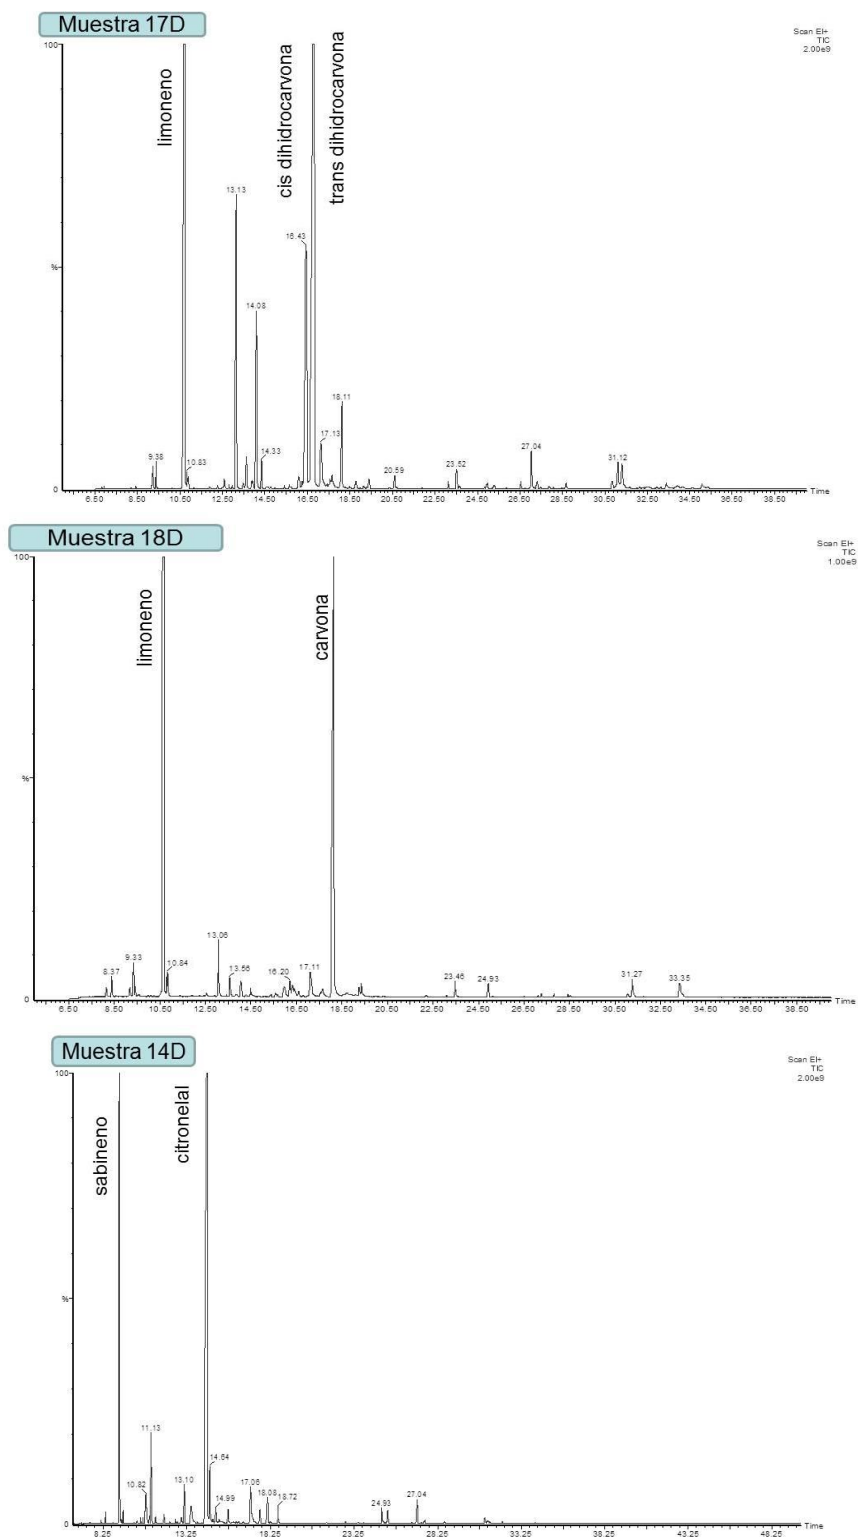 Muestra 17D
Scan EI+
TIC
2.00e9
100
%
0
limoneno
cis dihidrocarvona
trans dihidrocarvona
13.13
16.43
14.08
18.11
17.13
14.33
9.38
10.83
20.59
23.52
27.04
31.12
6.50 8.50 10.50 12.50 14.50 16.50 18.50 20.50 22.50 24.50 26.50 28.50 30.50 32.50 34.50 36.50 38.50 Time
Muestra 18D
Scan EI+
TIC
1.00e9
100
%
0
limoneno
carvona
8.37
9.33
10.84
13.06
13.56
16.20
17.11
23.46
24.93
31.27
33.35
6.50 8.50 10.50 12.50 14.50 16.50 18.50 20.50 22.50 24.50 26.50 28.50 30.50 32.50 34.50 36.50 38.50 Time
Muestra 14D
Scan EI+
TIC
2.00e9
100
%
0
sabineno
citronelal
11.13
10.82
13.10
14.64
14.99
17.06
18.08
18.72
24.93
27.04
8.25 13.25 18.25 23.25 28.25 33.25 38.25 43.25 48.25 Time